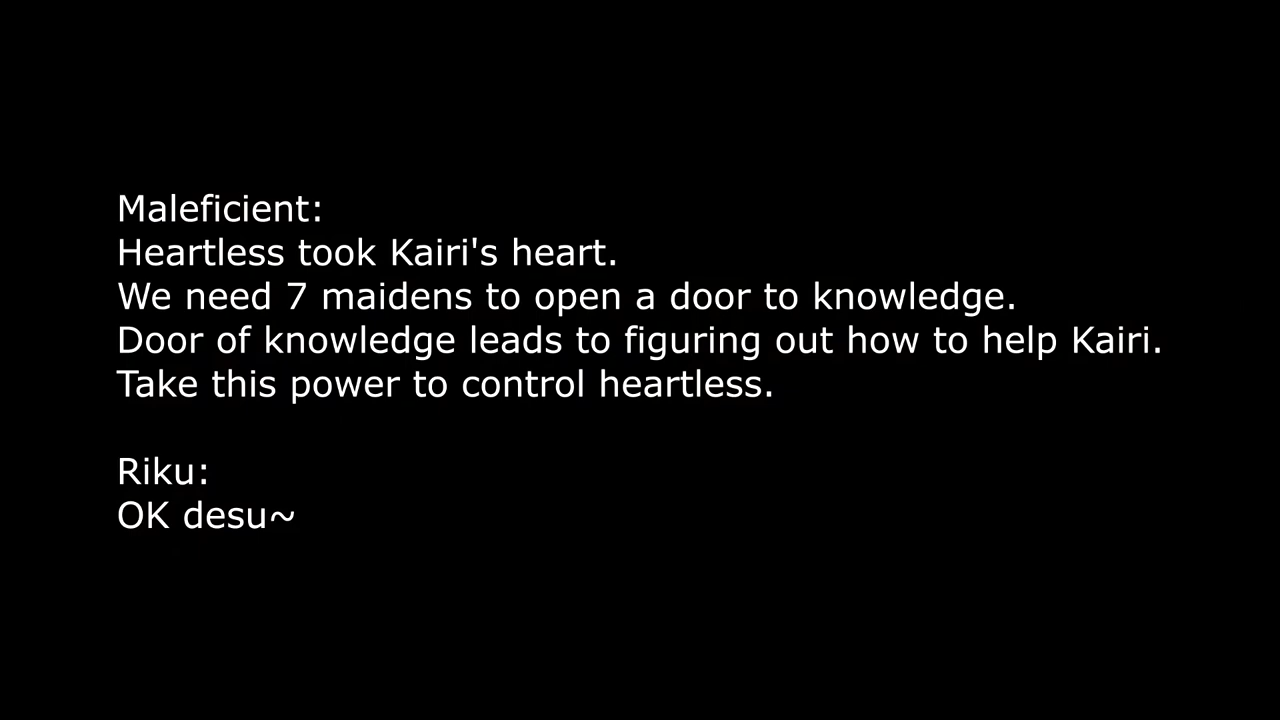 Maleficient:
Heartless took Kairi's heart.
We need 7 maidens to open a door to knowledge.
Door of knowledge leads to figuring out how to help Kairi.
Take this power to control heartless.
Riku:
OK desu~